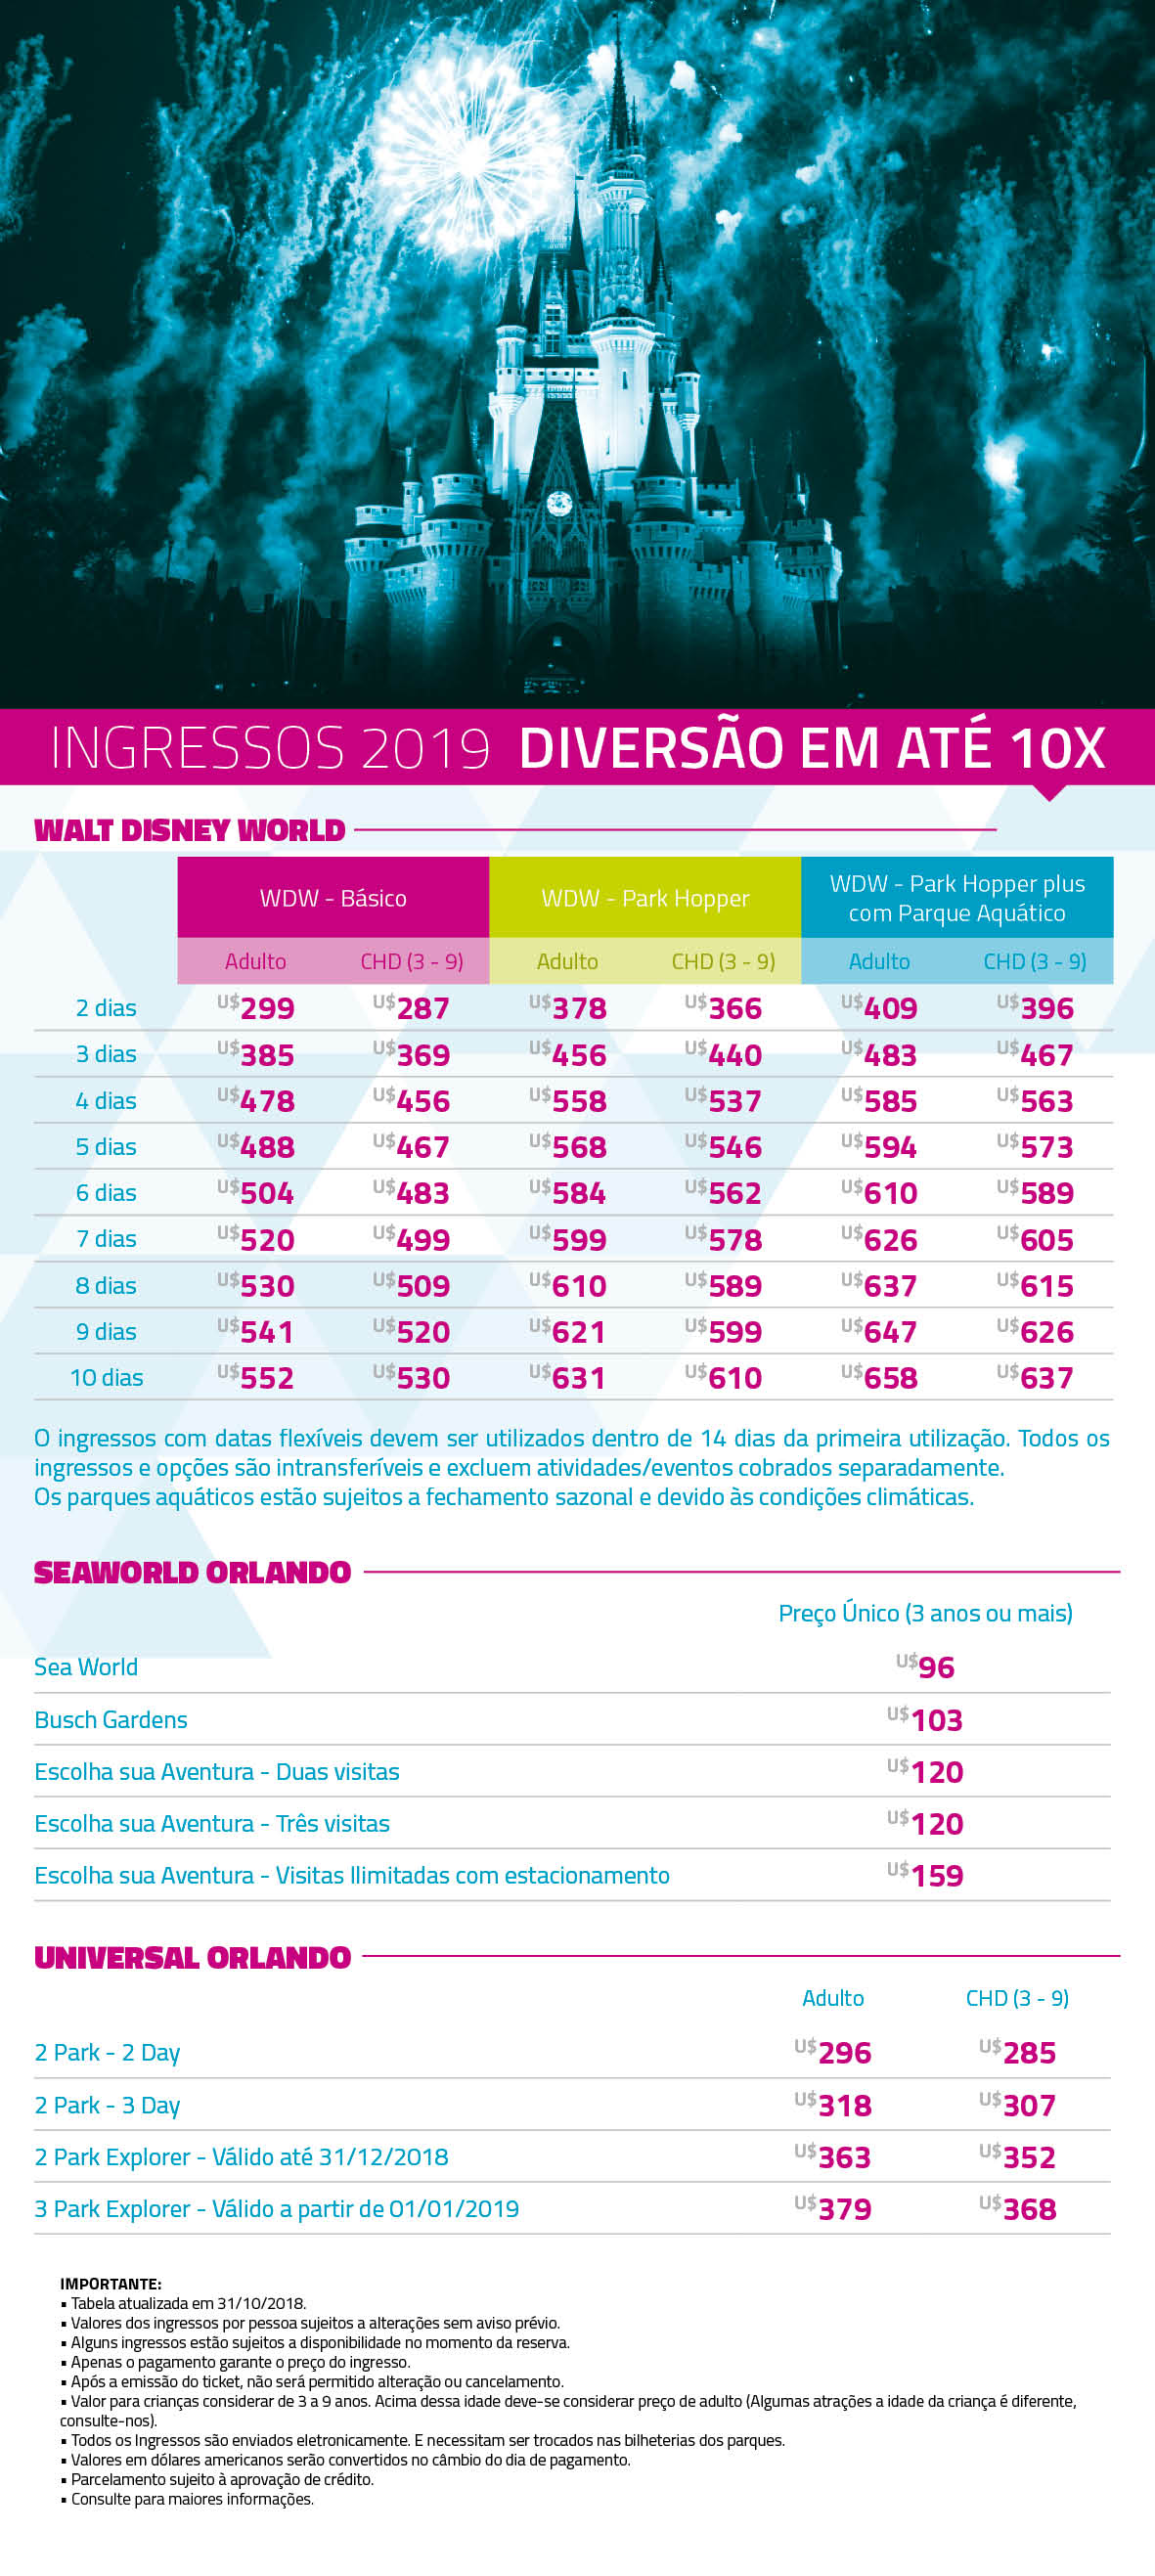 INGRESSOS 2019 DIVERSÃO EM ATÉ 10X
WALT DISNEY WORLD
WDW - Básico WDW - Park Hopper WDW - Park Hopper plus
com Parque Aquático
Adulto CHD (3 - 9) Adulto CHD (3 - 9) Adulto CHD (3 - 9)
2 dias U$299 U$287 U$378 U$366 U$409 U$396
3 dias U$385 U$369 U$456 U$440 U$483 U$467
4 dias U$478 U$456 U$558 U$537 U$585 U$563
5 dias U$488 U$467 U$568 U$546 U$594 U$573
6 dias U$504 U$483 U$584 U$562 U$610 U$589
7 dias U$520 U$499 U$599 U$578 U$626 U$605
8 dias U$530 U$509 U$610 U$589 U$637 U$615
9 dias U$541 U$520 U$621 U$599 U$647 U$626
10 dias U$552 U$530 U$631 U$610 U$658 U$637
O ingressos com datas flexíveis devem ser utilizados dentro de 14 dias da primeira utilização. Todos os
ingressos e opções são intransferíveis e excluem atividades/eventos cobrados separadamente.
Os parques aquáticos estão sujeitos a fechamento sazonal e devido às condições climáticas.
SEAWORLD ORLANDO
Preço Único (3 anos ou mais)
Sea World U$96
Busch Gardens U$103
Escolha sua Aventura - Duas visitas U$120
Escolha sua Aventura - Três visitas U$120
Escolha sua Aventura - Visitas Ilimitadas com estacionamento U$159
UNIVERSAL ORLANDO
Adulto CHD (3 - 9)
2 Park - 2 Day U$296 U$285
2 Park - 3 Day U$318 U$307
2 Park Explorer - Válido até 31/12/2018 U$363 U$352
3 Park Explorer - Válido a partir de 01/01/2019 U$379 U$368
IMPORTANTE:
▪ Tabela atualizada em 31/10/2018.
▪ Valores dos ingressos por pessoa sujeitos a alterações sem aviso prévio.
▪ Alguns ingressos estão sujeitos a disponibilidade no momento da reserva.
▪ Apenas o pagamento garante o preço do ingresso.
▪ Após a emissão do ticket, não será permitido alteração ou cancelamento.
▪ Valor para crianças considerar de 3 a 9 anos. Acima dessa idade deve-se considerar preço de adulto (Algumas atrações a idade da criança é diferente,
consulte-nos).
▪ Todos os Ingressos são enviados eletronicamente. E necessitam ser trocados nas bilheterias dos parques.
▪ Valores em dólares americanos serão convertidos no câmbio do dia de pagamento.
▪ Parcelamento sujeito à aprovação de crédito.
▪ Consulte para maiores informações.